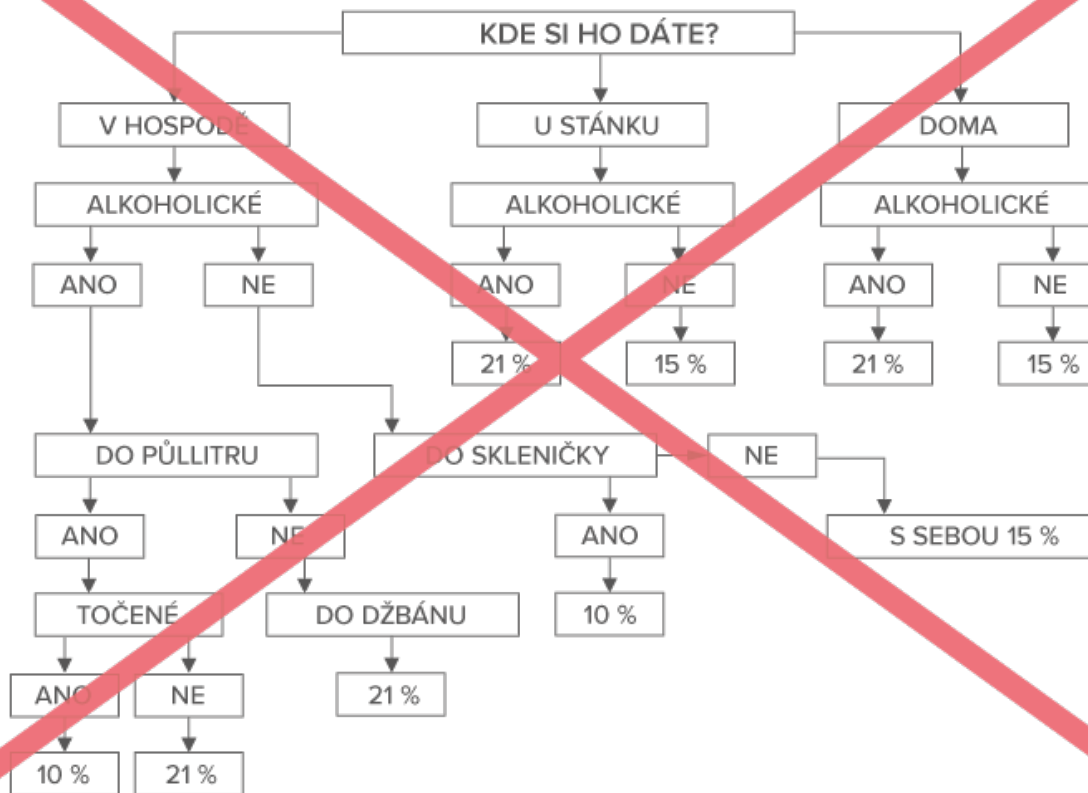 KDE SI HO DÁTE?
V HOSPODĚ
U STÁNKU
DOMA
ALKOHOLICKÉ
ALKOHOLICKÉ
ALKOHOLICKÉ
ANO
NE
ANO
NE
ANO
NE
21 %
15 %
21 %
15 %
DO PŮLLITRU
DO SKLENIČKY
NE
ANO
NE
ANO
S SEBOU 15 %
TOČENÉ
DO DŽBÁNU
10 %
ANO
NE
21 %
10 %
21 %